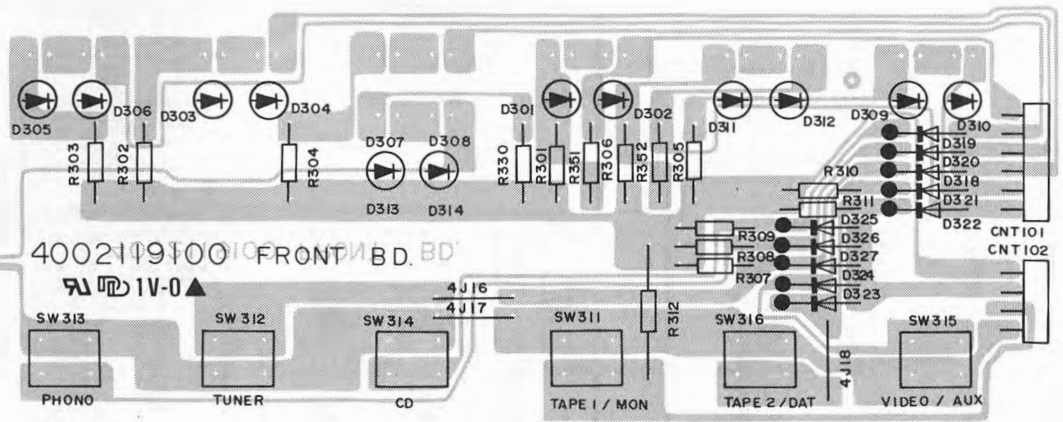 D305
D306
D303
D304
D301
D302
D311
D312
D309
D310
R303
R302
R304
D307
D308
D313
D314
R330
R301
R351
R306
R352
R305
R310
R311
D319
D320
D318
D321
D322
CNT101
CNT102
R309
R308
R307
D325
D326
D327
D324
D323
4002119100 FRONT BD.
1V-0
4J16
4J17
R312
4J18
SW313
SW312
SW314
SW311
SW316
SW315
PHONO
TUNER
CD
TAPE 1 / MON
TAPE 2 / DAT
VIDEO / AUX